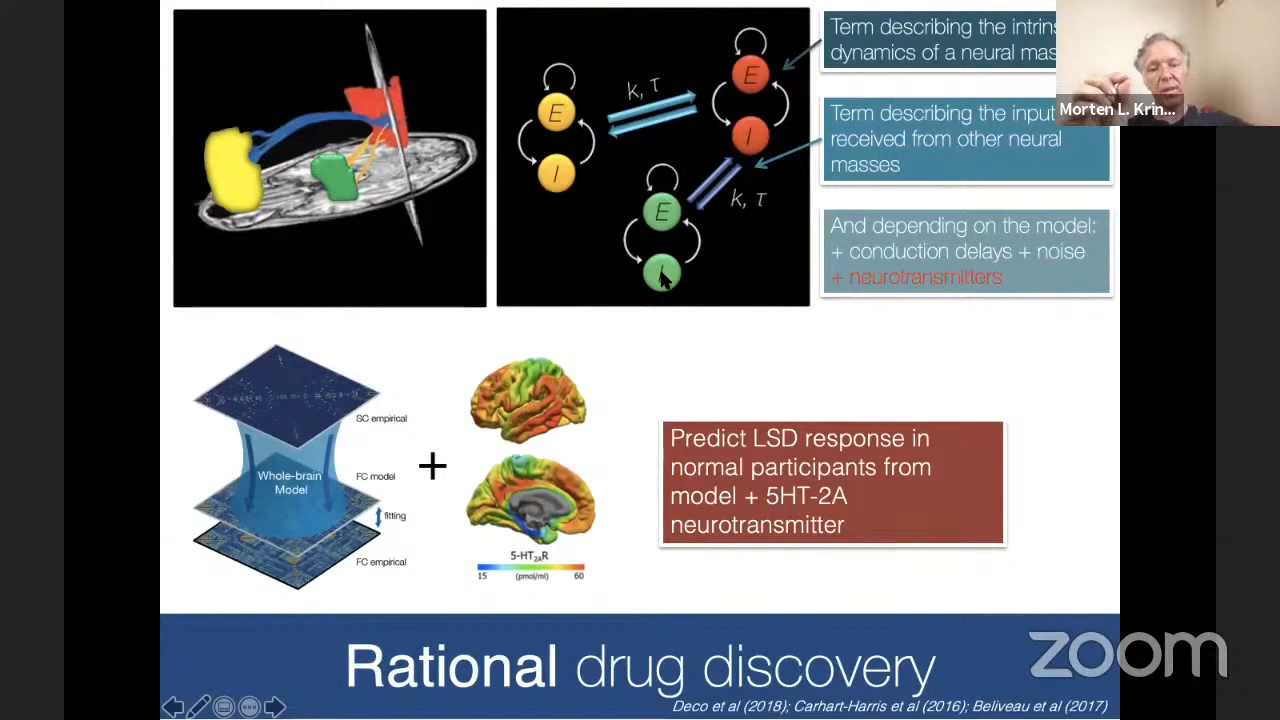 E
I
k, τ
E
I
E
k, τ
Term describing the intrins
dynamics of a neural mas
Term describing the input
received from other neural
masses
And depending on the model:
+ conduction delays + noise
+ neurotransmitters
Morten L. Krin...
SC empirical
Whole-brain
Model
FC model
fitting
FC empirical
+
5-HT2AR
15 (pmol/ml) 60
Predict LSD response in
normal participants from
model + 5HT-2A
neurotransmitter
Rational drug discovery
zoom
Deco et al (2018); Carhart-Harris et al (2016); Beliveau et al (2017)